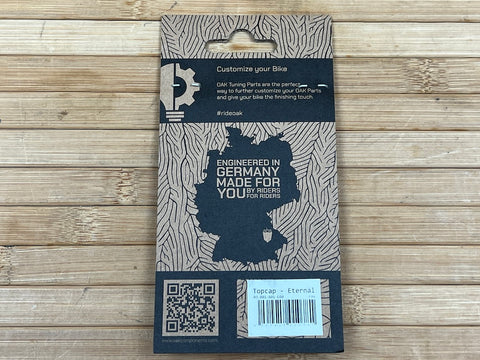 Customize your Bike
OAK Tuning Parts are the perfect
way to further customize your OAK Parts
and give your bike the finishing touch
#rideoak
ENGINEERED IN
GERMANY
MADE FOR
YOU BY RIDERS
FOR RIDERS
Topcap - Eternal